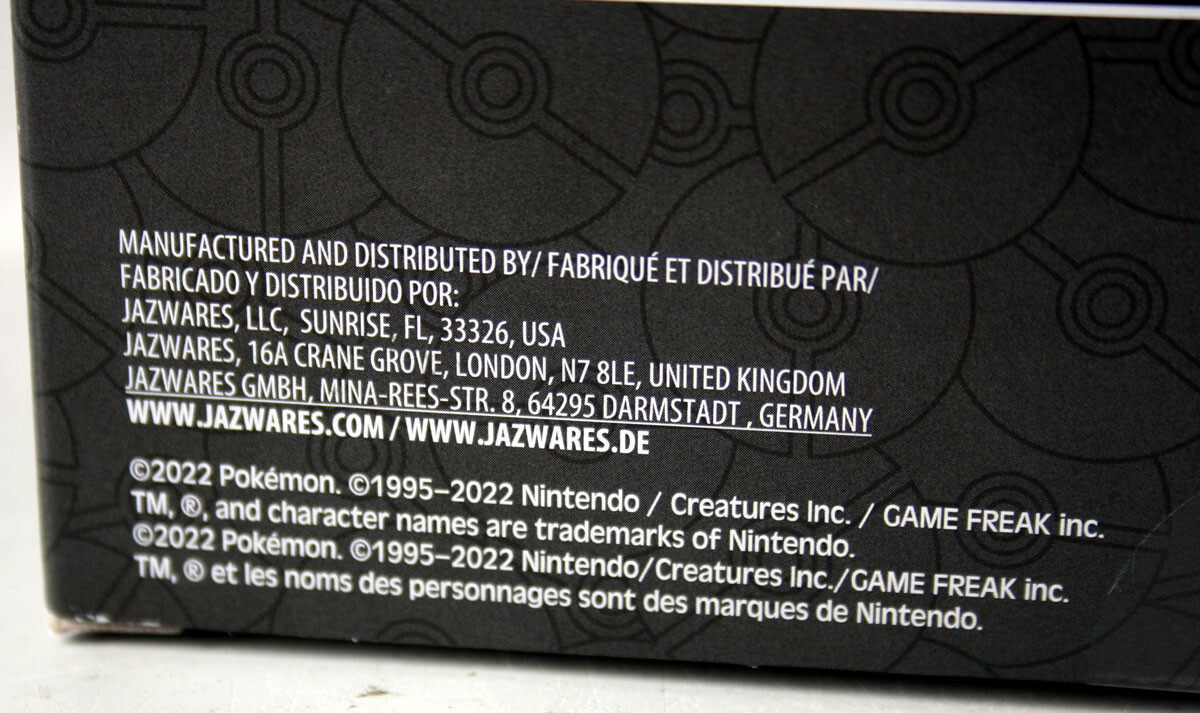 MANUFACTURED AND DISTRIBUTED BY/ FABRIQUÉ ET DISTRIBUÉ PAR/
FABRICADO Y DISTRIBUIDO POR:
JAZWARES, LLC, SUNRISE, FL, 33326, USA
JAZWARES, 16A CRANE GROVE, LONDON, N7 8LE, UNITED KINGDOM
JAZWARES GMBH, MINA-REES-STR. 8, 64295 DARMSTADT , GERMANY
WWW.JAZWARES.COM / WWW.JAZWARES.DE
©2022 Pokémon. ©1995–2022 Nintendo / Creatures Inc. / GAME FREAK inc.
TM, ®, and character names are trademarks of Nintendo.
©2022 Pokémon. ©1995–2022 Nintendo/Creatures Inc./GAME FREAK inc.
TM, ® et les noms des personnages sont des marques de Nintendo.